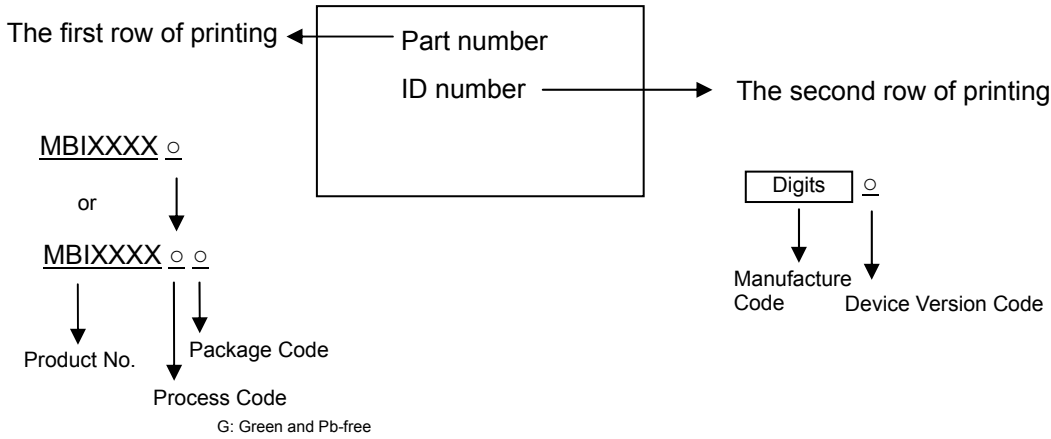 The first row of printing
Part number
ID number
The second row of printing
MBIXXXX ○
or
MBIXXXX ○ ○
Product No.
Package Code
Process Code
G: Green and Pb-free
Digits ○
Manufacture
Code
Device Version Code